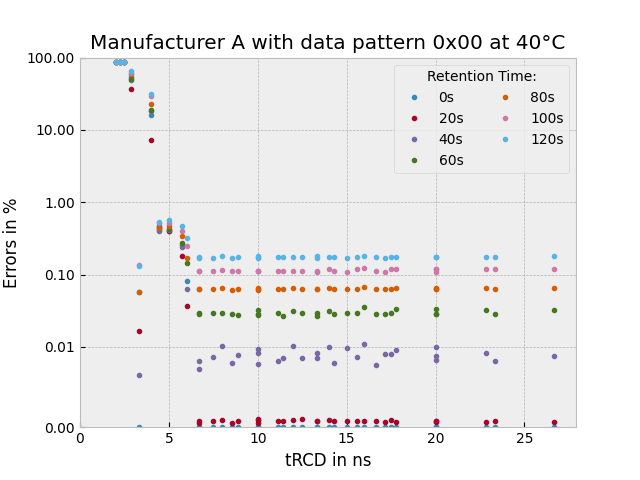 Manufacturer A with data pattern 0x00 at 40°C
Retention Time:
0s 80s
20s 100s
40s 120s
60s
Errors in %
100.00
10.00
1.00
0.10
0.01
0.00
0 5 10 15 20 25
tRCD in ns